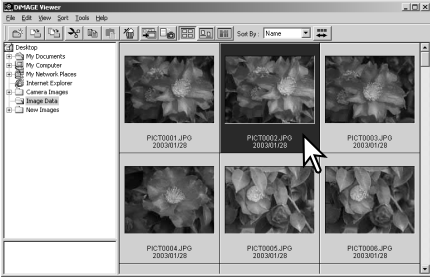 DiMAGE Viewer
File Edit View Sort Tools Help
Sort By : Name
Desktop
My Documents
My Computer
My Network Places
Internet Explorer
Camera Images
Image Data
New Images
PICT0001.JPG
2003/01/28
PICT0002.JPG
2003/01/28
PICT0003.JPG
2003/01/28
PICT0004.JPG
2003/01/28
PICT0005.JPG
2003/01/28
PICT0006.JPG
2003/01/28